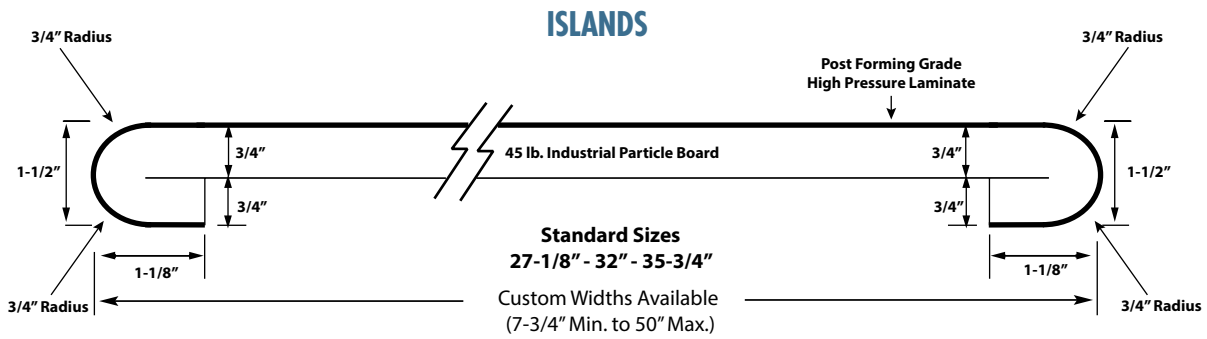 ISLANDS
3/4” Radius
3/4” Radius
Post Forming Grade
High Pressure Laminate
1-1/2”
3/4”
45 lb. Industrial Particle Board
3/4”
1-1/2”
3/4”
3/4”
Standard Sizes
27-1/8” - 32” - 35-3/4”
1-1/8”
1-1/8”
3/4” Radius
Custom Widths Available
(7-3/4” Min. to 50” Max.)
3/4” Radius